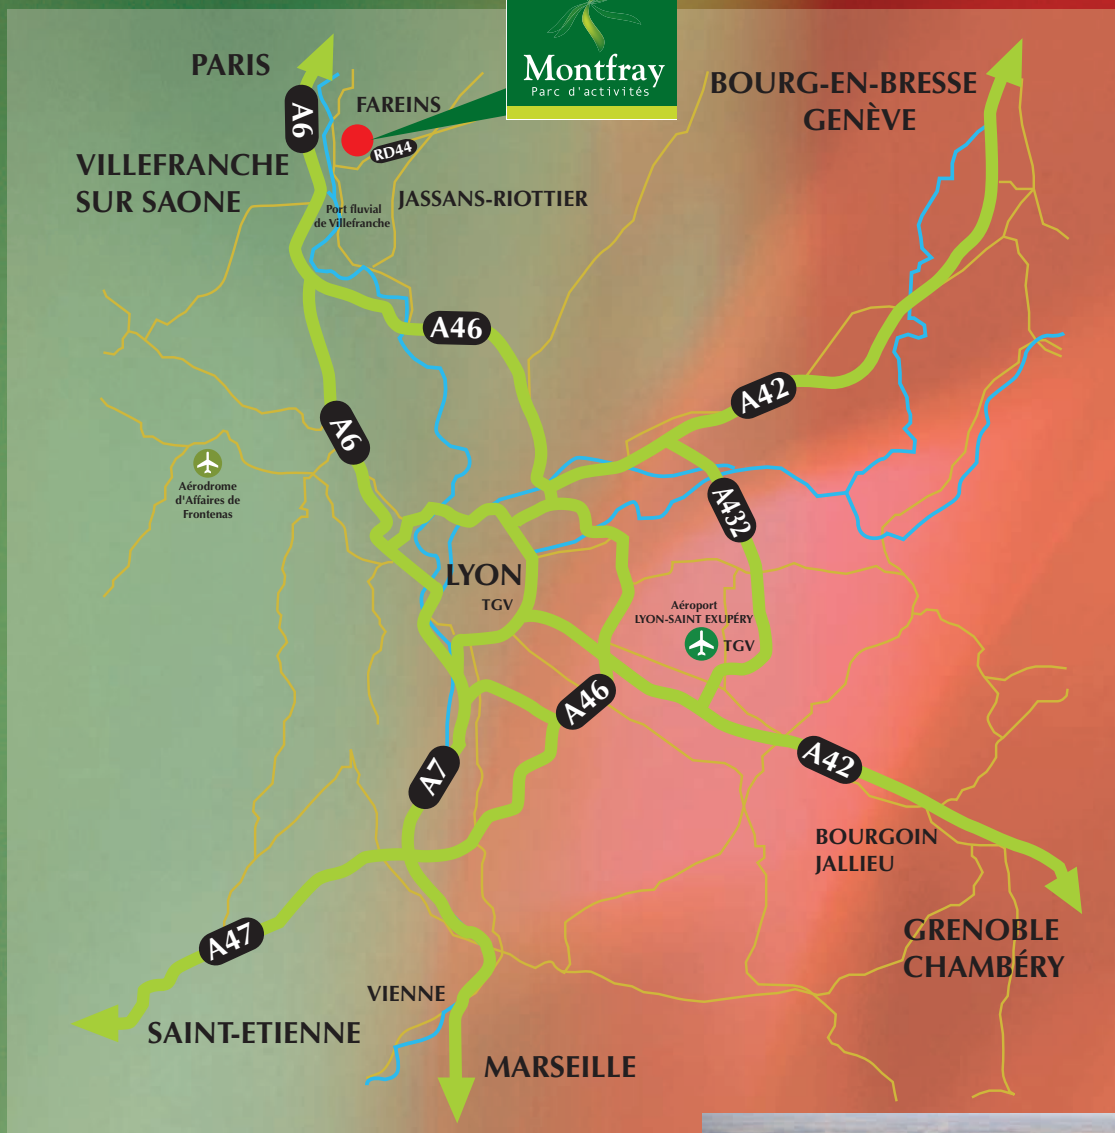 Montfray
Parc d'activités
PARIS
A6
FAREINS
RD44
BOURG-EN-BRESSE
GENÈVE
VILLEFRANCHE
SUR SAONE
JASSANS-RIOTTIER
Port fluvial
de Villefranche
A46
A42
A6
Aérodrome
d'Affaires de
Frontenas
A432
LYON
TGV
Aéroport
LYON-SAINT EXUPÉRY
TGV
A46
A42
A7
BOURGOIN
JALLIEU
A47
GRENOBLE
CHAMBÉRY
VIENNE
SAINT-ETIENNE
MARSEILLE